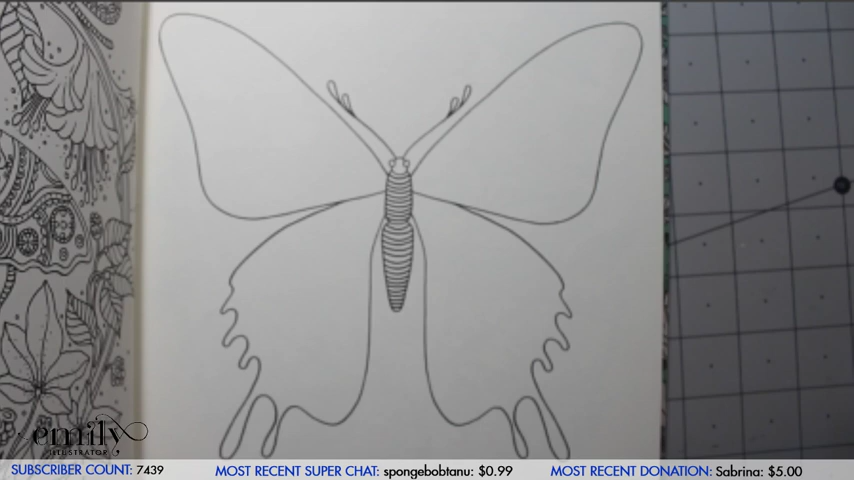 emily
ILLUSTRATOR
SUBSCRIBER COUNT: 7439 MOST RECENT SUPER CHAT: spongebobtanu: $0.99 MOST RECENT DONATION: Sabrina: $5.00